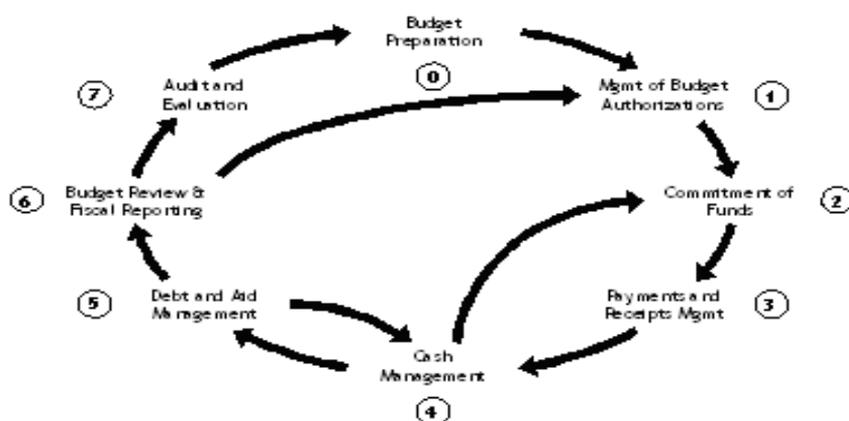 Budget
Preparation
0
Mgmt of Budget
Authorizations
1
Commitment of
Funds
2
Payments and
Receipts Mgmt
3
Cash
Management
4
Debt and Aid
Management
5
Budget Review &
Fiscal Reporting
6
Audit and
Evaluation
7